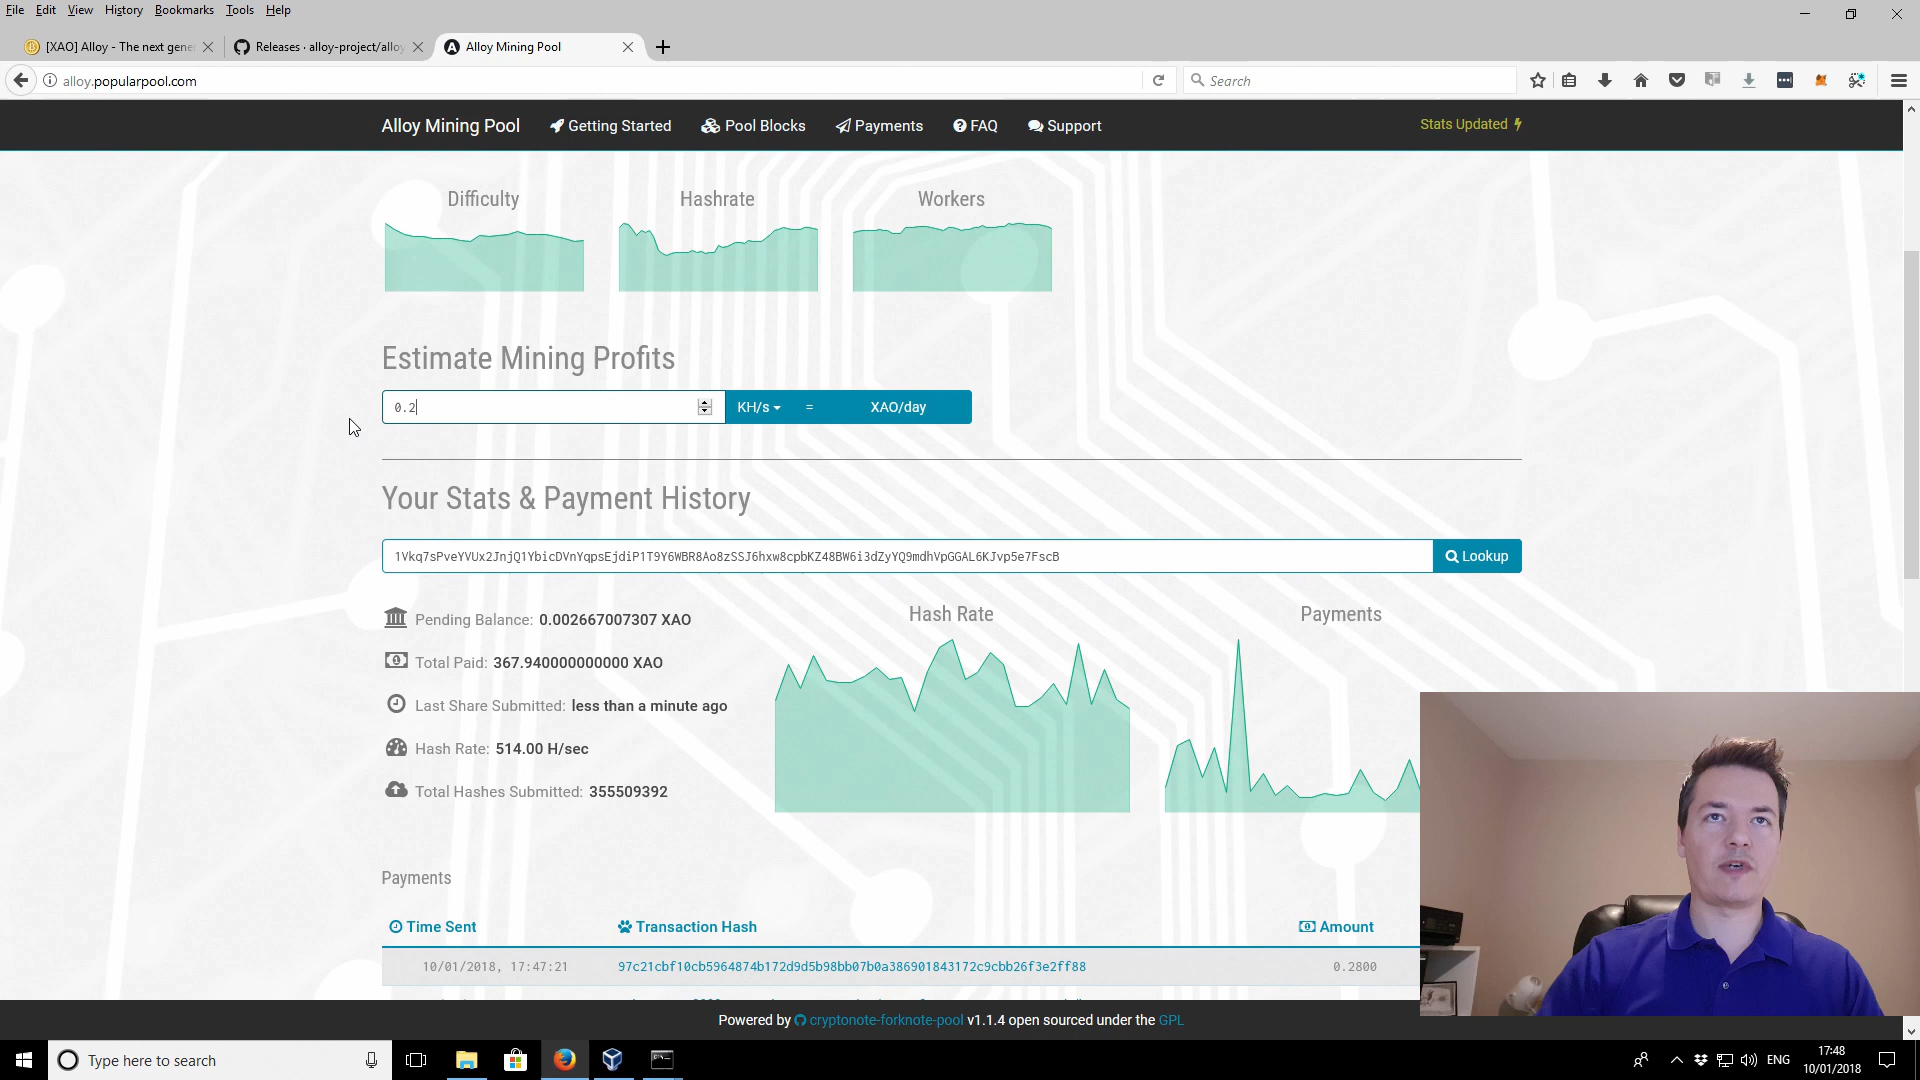 File Edit View History Bookmarks Tools Help
[XAO] Alloy - The next gene
Releases · alloy-project/alloy
Alloy Mining Pool
alloy.popularpool.com
Search
Alloy Mining Pool
Getting Started
Pool Blocks
Payments
FAQ
Support
Stats Updated
Difficulty
Hashrate
Workers
Estimate Mining Profits
0.2
KH/s
=
XAO/day
Your Stats & Payment History
1Vkq7sPveYVUx2JnjQ1YbicDVnYqpsEjdiP1T9Y6WBR8Ao8zSSJ6hxw8cpbKZ48BW6i3dZyYQ9mdhVpGGAL6KJvp5e7FscB
Lookup
Pending Balance: 0.002667007307 XAO
Total Paid: 367.940000000000 XAO
Last Share Submitted: less than a minute ago
Hash Rate: 514.00 H/sec
Total Hashes Submitted: 355509392
Hash Rate
Payments
Payments
Time Sent
Transaction Hash
Amount
10/01/2018, 17:47:21
97c21cbf10cb5964874b172d9d5b98bb07b0a386901843172c9cbb26f3e2ff88
0.2800
Powered by cryptonote-forknote-pool v1.1.4 open sourced under the GPL
Type here to search
ENG
17:48
10/01/2018